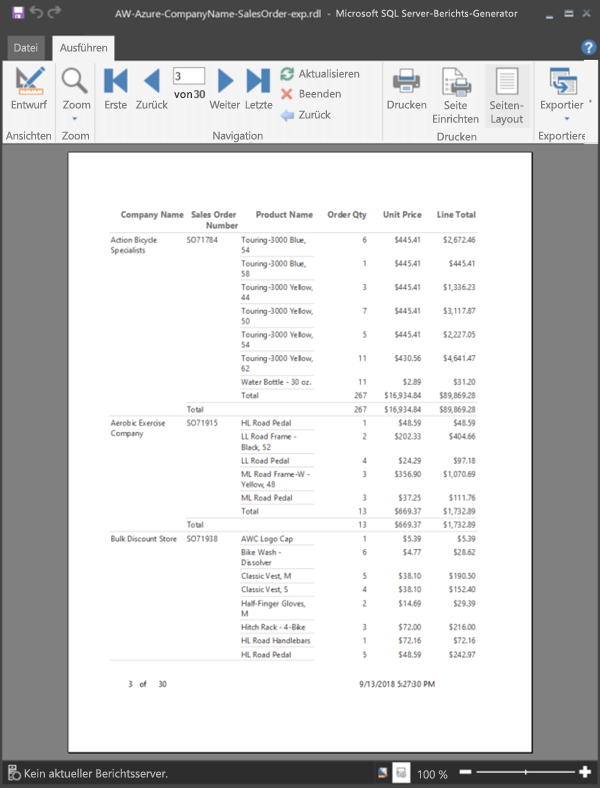 AW-Azure-CompanyName-SalesOrder-exp.rdl - Microsoft SQL Server-Berichts-Generator
Datei Ausführen
Entwurf
Ansichten
Zoom
Zoom
Erste Zurück
3
von 30
Weiter Letzte
Aktualisieren
Beenden
Zurück
Navigation
Drucken
Seite
Einrichten
Seiten-
Layout
Drucken
Exportier
Exportiere
Company Name Sales Order Product Name Order Qty Unit Price Line Total
Number
Action Bicycle SO71784 Touring-3000 Blue, 6 $445.41 $2,672.46
Specialists 54
Touring-3000 Blue, 1 $445.41 $445.41
58
Touring-3000 Yellow, 3 $445.41 $1,336.23
44
Touring-3000 Yellow, 7 $445.41 $3,117.87
50
Touring-3000 Yellow, 5 $445.41 $2,227.05
54
Touring-3000 Yellow, 11 $430.56 $4,641.47
62
Water Bottle - 30 oz. 11 $2.89 $31.20
Total 267 $16,934.84 $89,869.28
Total 267 $16,934.84 $89,869.28
Aerobic Exercise SO71915 HL Road Pedal 1 $48.59 $48.59
Company LL Road Frame - 2 $202.33 $404.66
Black, 52
LL Road Pedal 4 $24.29 $97.18
ML Road Frame-W - 3 $356.90 $1,070.69
Yellow, 48
ML Road Pedal 3 $37.25 $111.76
Total 13 $669.37 $1,732.89
Total 13 $669.37 $1,732.89
Bulk Discount Store SO71938 AWC Logo Cap 1 $5.39 $5.39
Bike Wash - 6 $4.77 $28.62
Dissolver
Classic Vest, M 5 $38.10 $190.50
Classic Vest, S 4 $38.10 $152.40
Half-Finger Gloves, 2 $14.69 $29.39
M
Hitch Rack - 4-Bike 3 $72.00 $216.00
HL Road Handlebars 1 $72.16 $72.16
HL Road Pedal 5 $48.59 $242.97
3 of 30 9/13/2018 5:27:30 PM
Kein aktueller Berichtsserver. 100 %